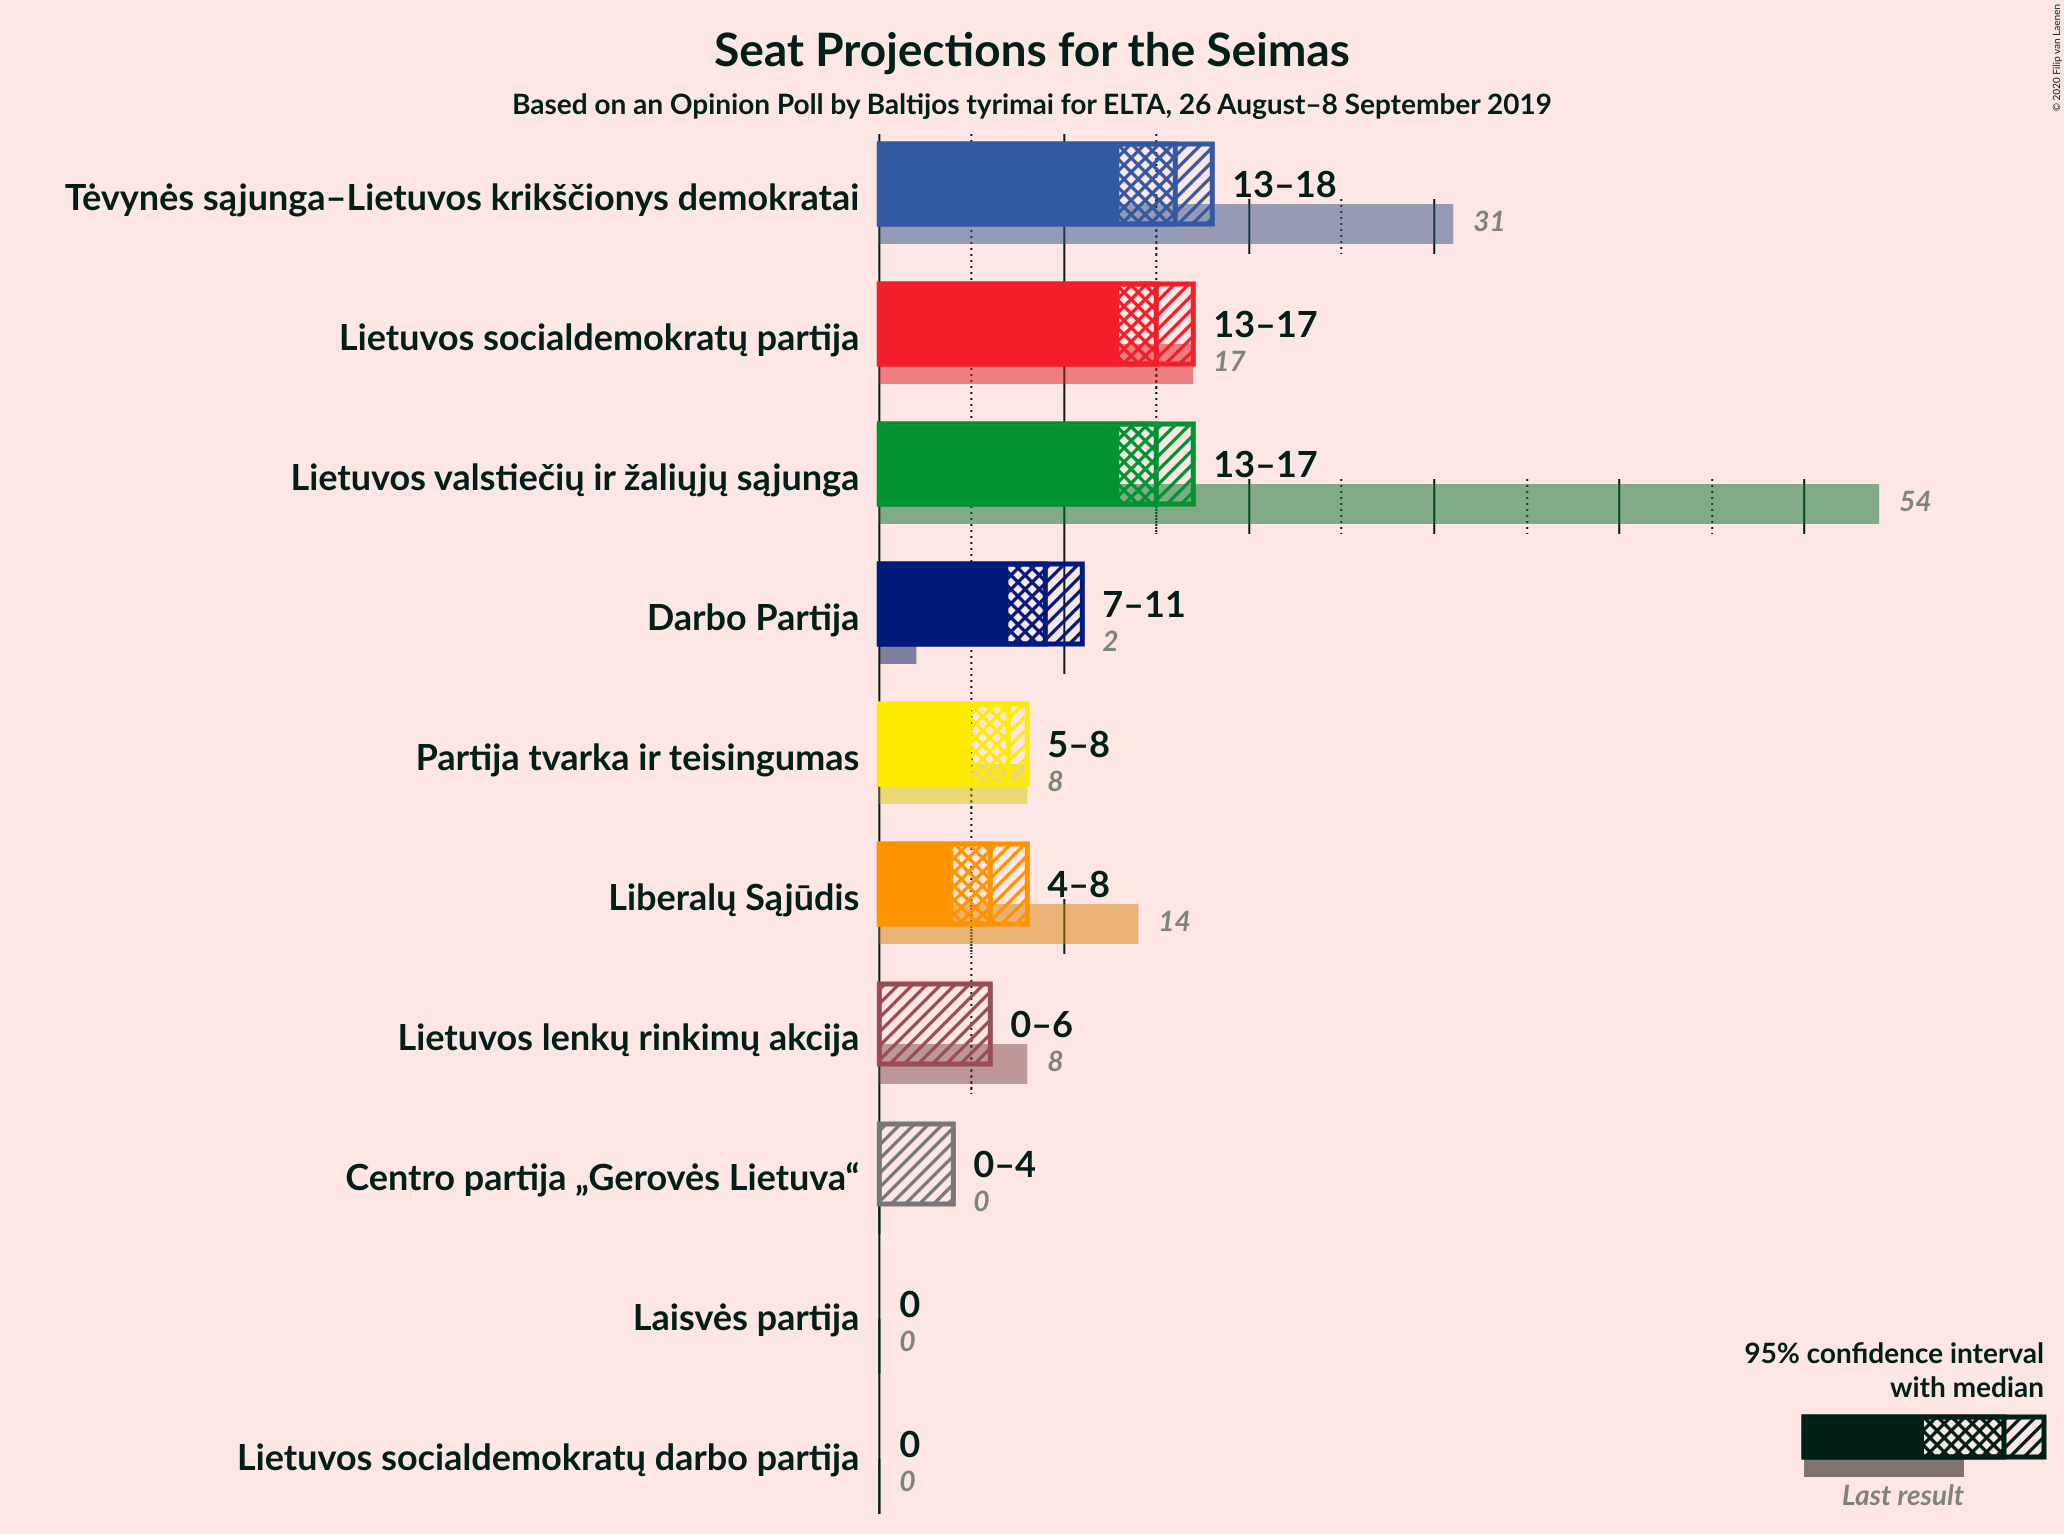 Seat Projections for the Seimas
Based on an Opinion Poll by Baltijos tyrimai for ELTA, 26 August–8 September 2019
© 2020 Filip van Laenen
Tėvynės sąjunga–Lietuvos krikščionys demokratai
13–18
31
Lietuvos socialdemokratų partija
13–17
17
Lietuvos valstiečių ir žaliųjų sąjunga
13–17
54
Darbo Partija
7–11
2
Partija tvarka ir teisingumas
5–8
8
Liberalų Sąjūdis
4–8
14
Lietuvos lenkų rinkimų akcija
0–6
8
Centro partija „Gerovės Lietuva“
0–4
0
Laisvės partija
0
0
Lietuvos socialdemokratų darbo partija
0
0
95% confidence interval
with median
Last result